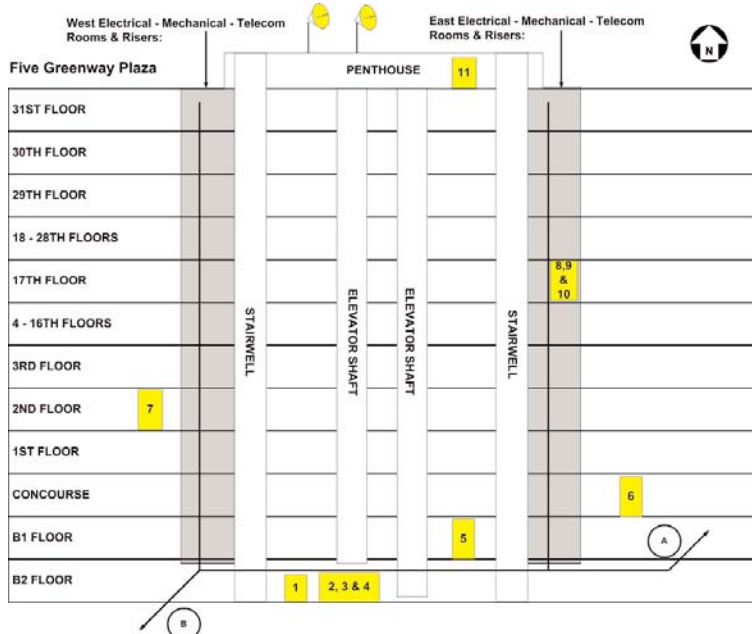 West Electrical - Mechanical - Telecom
Rooms & Risers:
East Electrical - Mechanical - Telecom
Rooms & Risers:
N
Five Greenway Plaza
PENTHOUSE
11
31ST FLOOR
30TH FLOOR
29TH FLOOR
18 - 28TH FLOORS
17TH FLOOR
8,9
&
10
4 - 16TH FLOORS
STAIRWELL
ELEVATOR SHAFT
ELEVATOR SHAFT
STAIRWELL
3RD FLOOR
2ND FLOOR
7
1ST FLOOR
CONCOURSE
6
B1 FLOOR
5
A
B2 FLOOR
1
2, 3 & 4
B